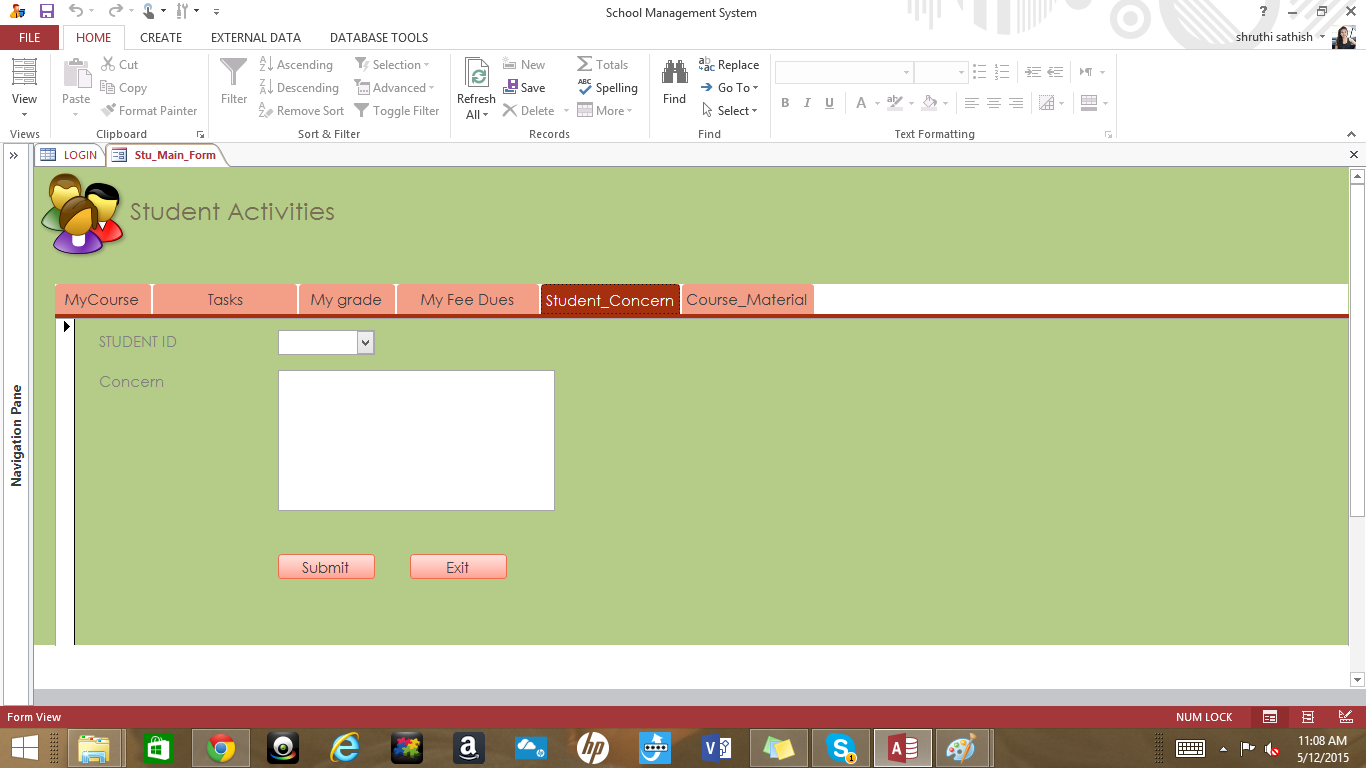 School Management System
?
FILE HOME CREATE EXTERNAL DATA DATABASE TOOLS shruthi sathish
View
Views
Paste
Cut
Copy
Format Painter
Clipboard
Filter
Ascending
Descending
Remove Sort
Selection
Advanced
Toggle Filter
Sort & Filter
Refresh
All
New
Save
Delete
Totals
Spelling
More
Records
Find
Replace
Go To
Select
Find
B I U A
Text Formatting
LOGIN Stu_Main_Form
Navigation Pane
Student Activities
MyCourse Tasks My grade My Fee Dues Student_Concern Course_Material
STUDENT ID
Concern
Submit Exit
Form View NUM LOCK
11:08 AM
5/12/2015